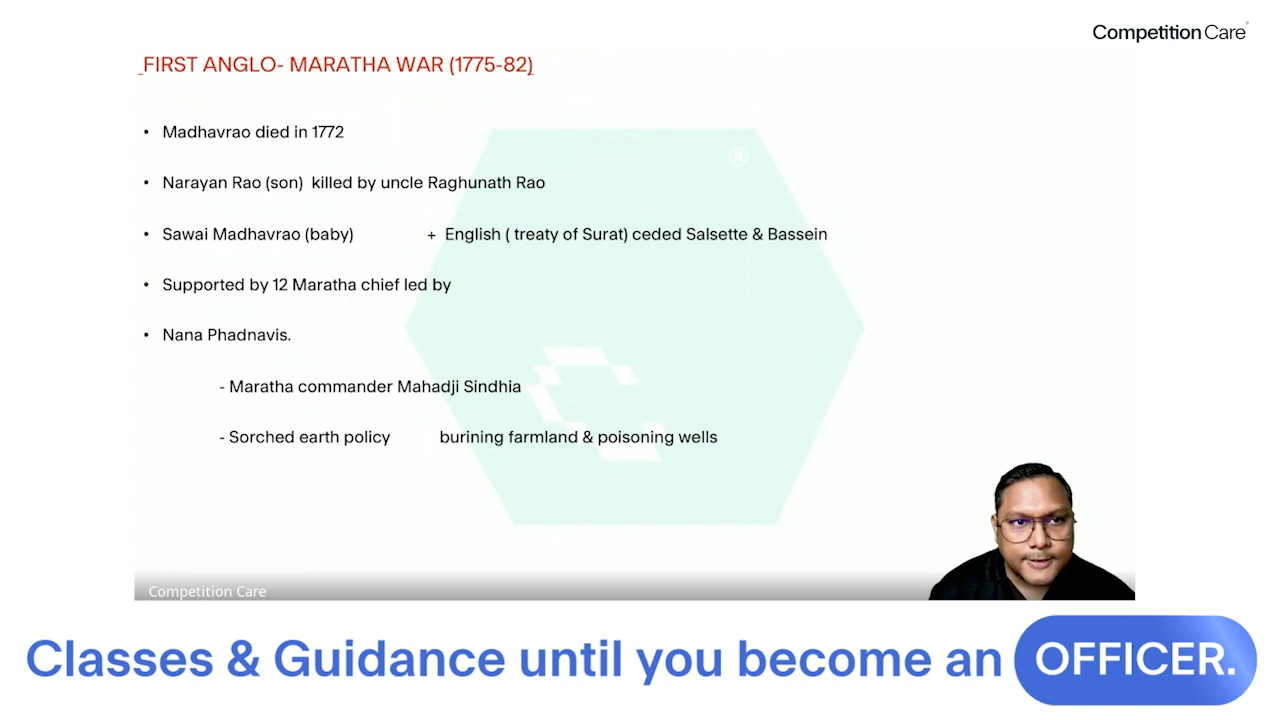 Competition Care
FIRST ANGLO- MARATHA WAR (1775-82)
• Madhavrao died in 1772
• Narayan Rao (son) killed by uncle Raghunath Rao
• Sawai Madhavrao (baby) + English ( treaty of Surat) ceded Salsette & Bassein
• Supported by 12 Maratha chief led by
• Nana Phadnavis.
- Maratha commander Mahadji Sindhia
- Sorched earth policy burining farmland & poisoning wells
®
Competition Care
Classes & Guidance until you become an OFFICER.